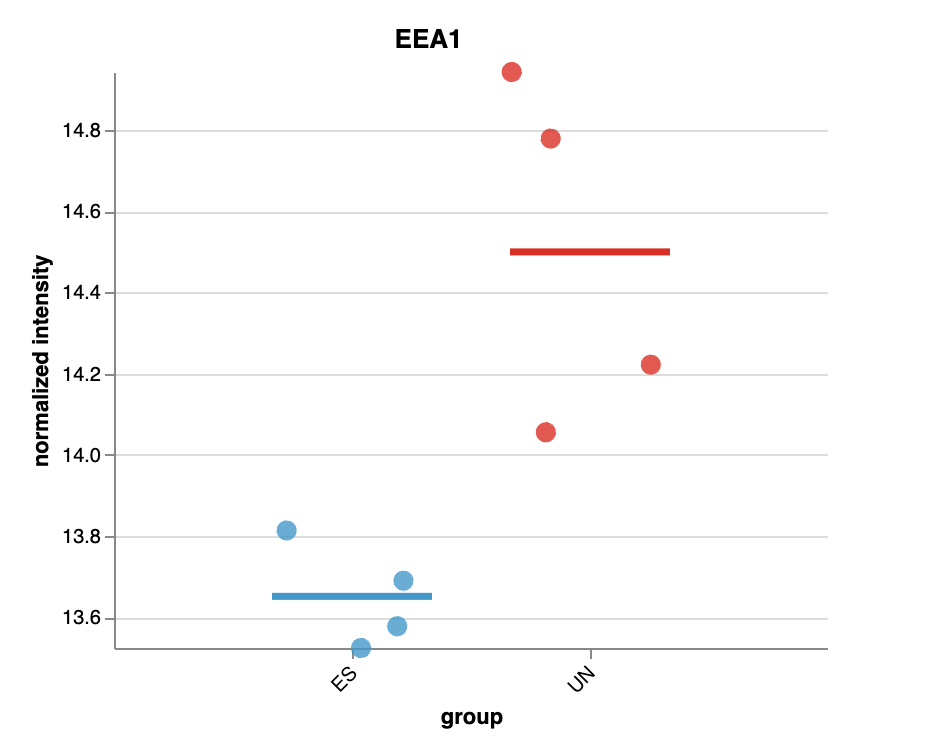 EEA1
normalized intensity
14.8
14.6
14.4
14.2
14.0
13.8
13.6
ES
UN
group